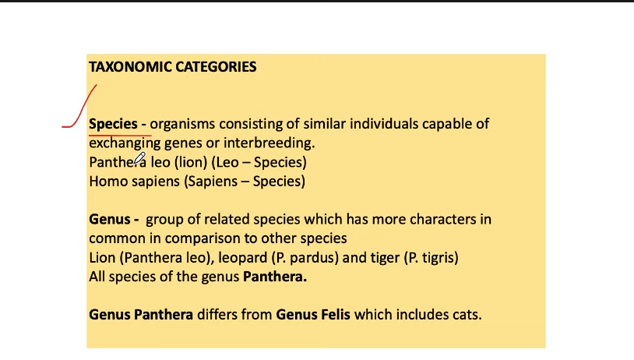 TAXONOMIC CATEGORIES
Species - organisms consisting of similar individuals capable of
exchanging genes or interbreeding.
Panthera leo (lion) (Leo – Species)
Homo sapiens (Sapiens – Species)
Genus - group of related species which has more characters in
common in comparison to other species
Lion (Panthera leo), leopard (P. pardus) and tiger (P. tigris)
All species of the genus Panthera.
Genus Panthera differs from Genus Felis which includes cats.